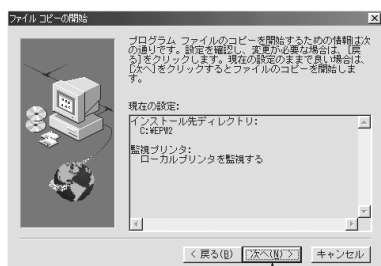 ファイル コピーの開始
プログラム ファイルのコピーを開始するための情報は次
の通りです。設定を確認し、変更が必要な場合は、[戻
る]をクリックします。現在の設定のままで良い場合は、
[次へ]をクリックするとファイルのコピーを開始しま
す。
現在の設定:
インストール先ディレクトリ:
C:¥EPW2
監視プリンタ:
ローカルプリンタを監視する
< 戻る(B)
次へ(N) >
キャンセル